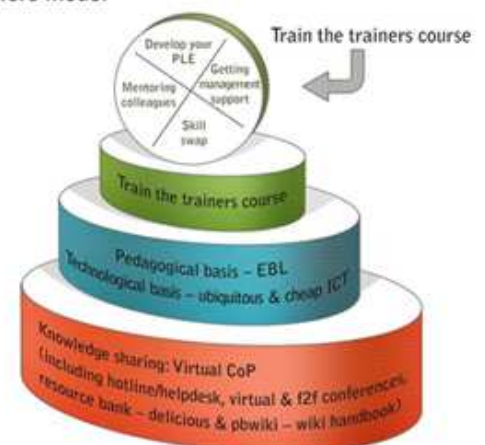 model
Train the trainers course
Develop your
PLE
Getting
management
support
Mentoring
colleagues
Skill
swap
Train the trainers course
Pedagogical basis – EBL
Technological basis – ubiquitous & cheap ICT
Knowledge sharing: Virtual CoP
(including hotline/helpdesk, virtual & f2f conferences,
resource bank – delicious & pbwiki – wiki handbook)